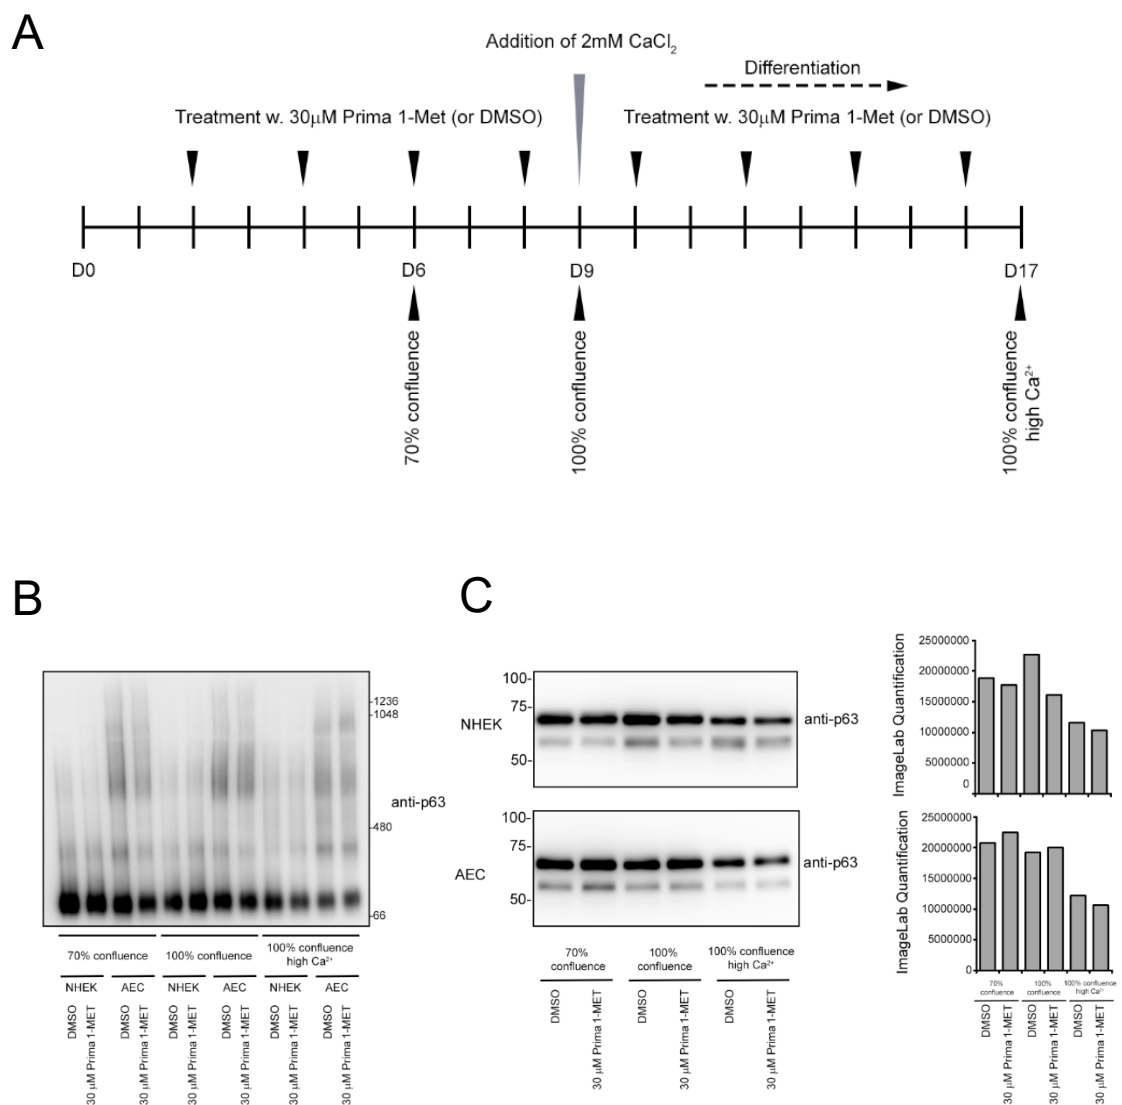 A
Addition of 2mM CaCl2
Differentiation
Treatment w. 30µM Prima 1-Met (or DMSO)
Treatment w. 30µM Prima 1-Met (or DMSO)
D0
D6
D9
D17
70% confluence
100% confluence
100% confluence
high Ca2+
B
1236
1048
480
66
anti-p63
70% confluence
100% confluence
100% confluence
high Ca2+
NHEK
AEC
NHEK
AEC
NHEK
AEC
DMSO
30 µM Prima 1-MET
DMSO
30 µM Prima 1-MET
DMSO
30 µM Prima 1-MET
DMSO
30 µM Prima 1-MET
DMSO
30 µM Prima 1-MET
DMSO
30 µM Prima 1-MET
C
100-
75-
50-
NHEK
anti-p63
100-
75-
50-
AEC
anti-p63
70%
confluence
100%
confluence
100% confluence
high Ca2+
DMSO
30 µM Prima 1-MET
DMSO
30 µM Prima 1-MET
DMSO
30 µM Prima 1-MET
ImageLab Quantification
25000000
20000000
15000000
10000000
5000000
0
ImageLab Quantification
25000000
20000000
15000000
10000000
5000000
0
70%
confluence
100%
confluence
100% confluence
high Ca2+
DMSO
30 µM Prima 1-MET
DMSO
30 µM Prima 1-MET
DMSO
30 µM Prima 1-MET